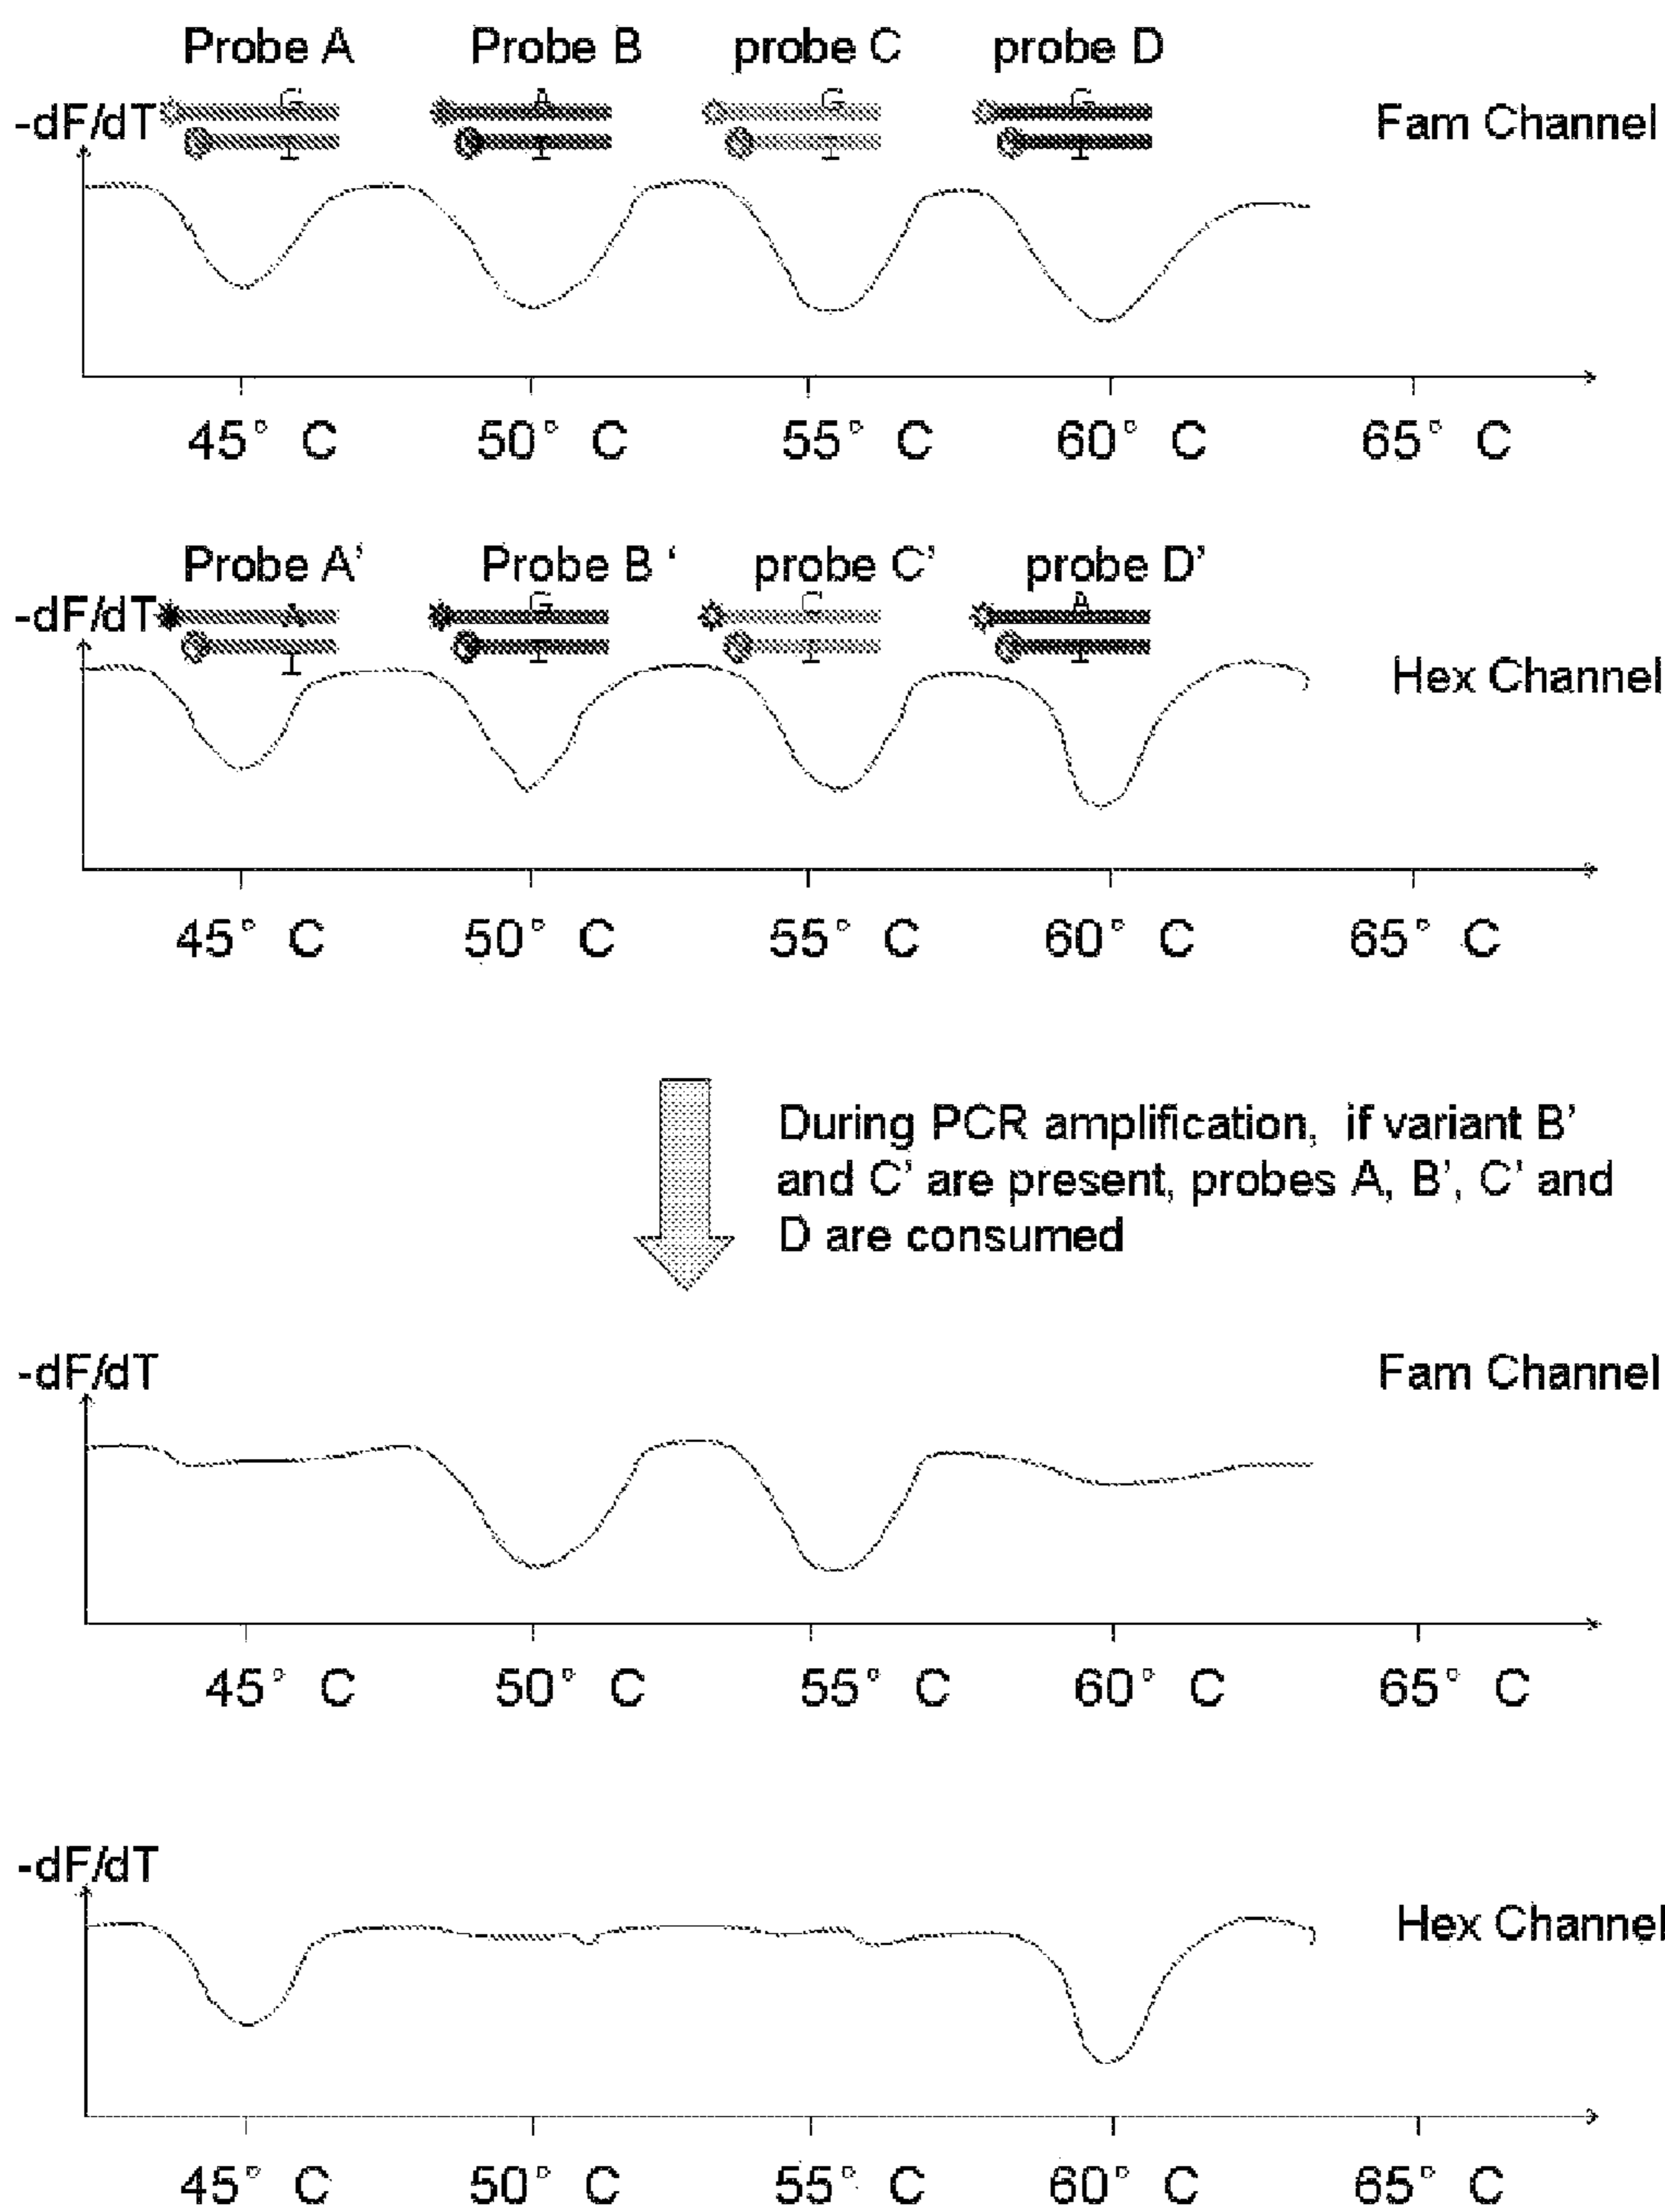 Probe A Probe B probe C probe D
G A G G
-dF/dT Fam Channel
T T T T
45° C 50° C 55° C 60° C 65° C
Probe A' Probe B ' probe C' probe D'
A G C A
-dF/dT
T T T T
Hex Channel
45° C 50° C 55° C 60° C 65° C
During PCR amplification, if variant B'
and C' are present, probes A, B', C' and
D are consumed
-dF/dT Fam Channel
45° C 50° C 55° C 60° C 65° C
-dF/dT
Hex Channel
45° C 50° C 55° C 60° C 65° C